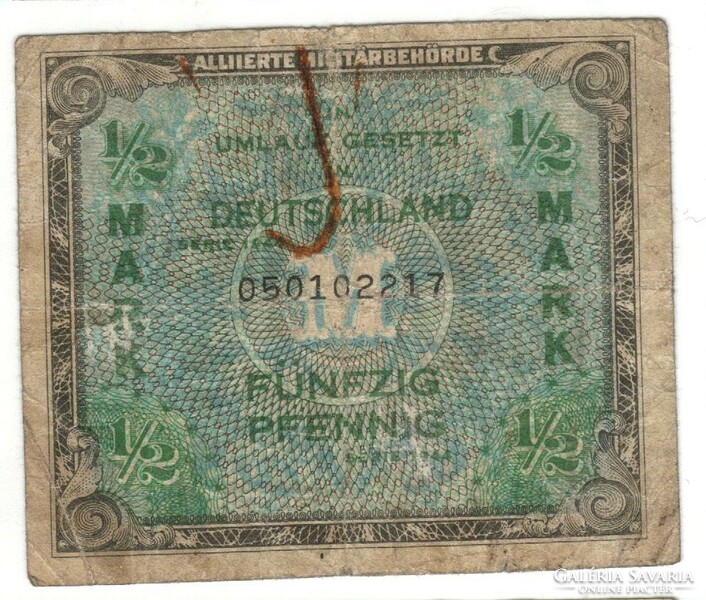 ALLIIERTE MILITÄRBEHÖRDE
1/2 1/2
IN
UMLAUF GESETZT
IN
DEUTSCHLAND
SERIE 1944
050102217
MARK MARK
FÜNFZIG
PFENNIG
SERIE 1944
1/2 1/2
GALÉRIA SAVARIA
ONLINE PIACTÉR